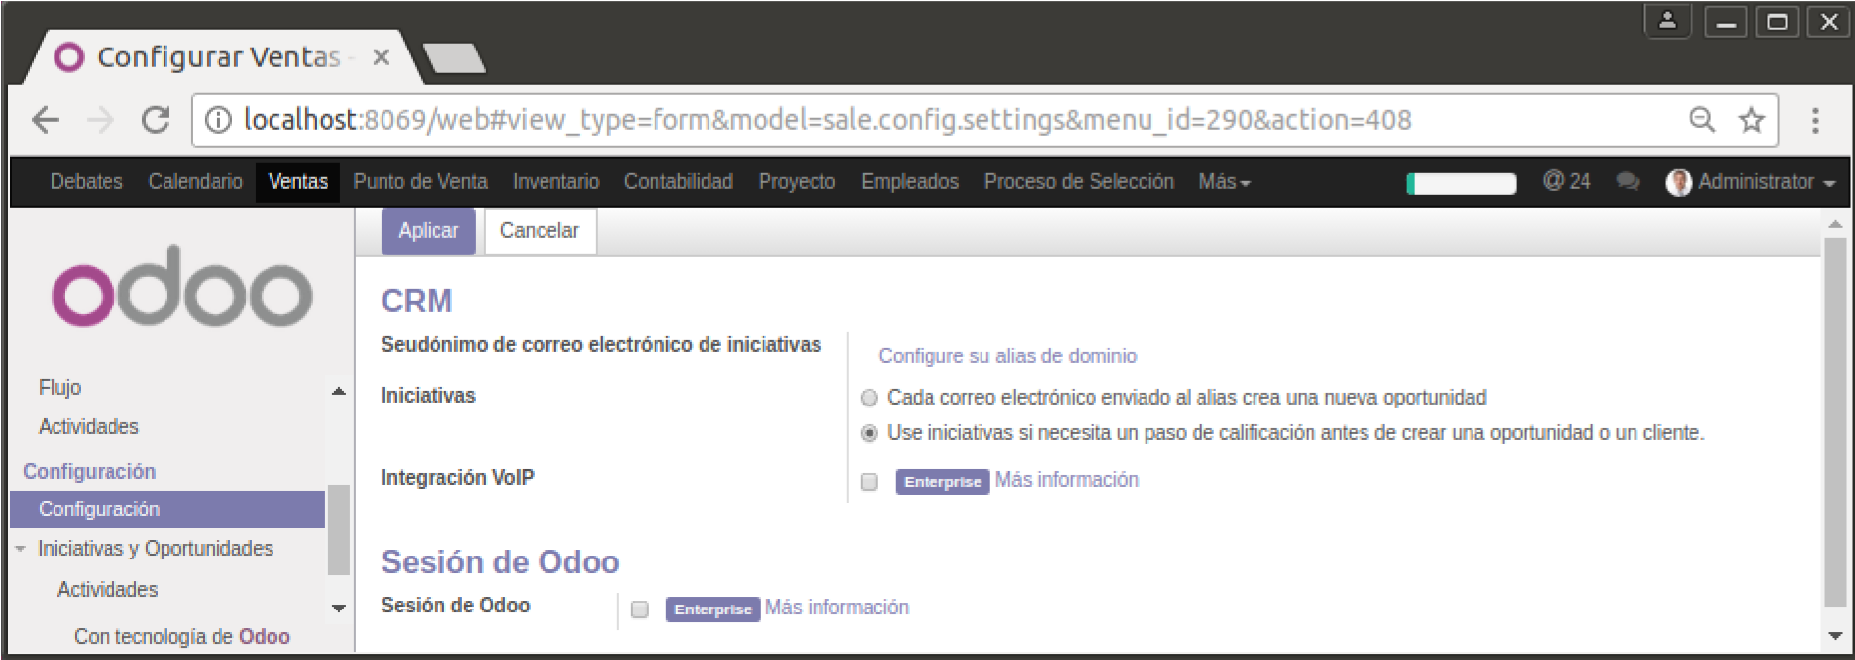 Configurar Ventas -
localhost:8069/web#view_type=form&model=sale.config.settings&menu_id=290&action=408
Debates Calendario Ventas Punto de Venta Inventario Contabilidad Proyecto Empleados Proceso de Selección Más @ 24 Administrator
odoo
Flujo
Actividades
Configuración
Configuración
Iniciativas y Oportunidades
Actividades
Con tecnología de Odoo
Aplicar Cancelar
CRM
Seudónimo de correo electrónico de iniciativas
Configure su alias de dominio
Iniciativas
Cada correo electrónico enviado al alias crea una nueva oportunidad
Use iniciativas si necesita un paso de calificación antes de crear una oportunidad o un cliente.
Integración VoIP
Enterprise Más información
Sesión de Odoo
Sesión de Odoo
Enterprise Más información